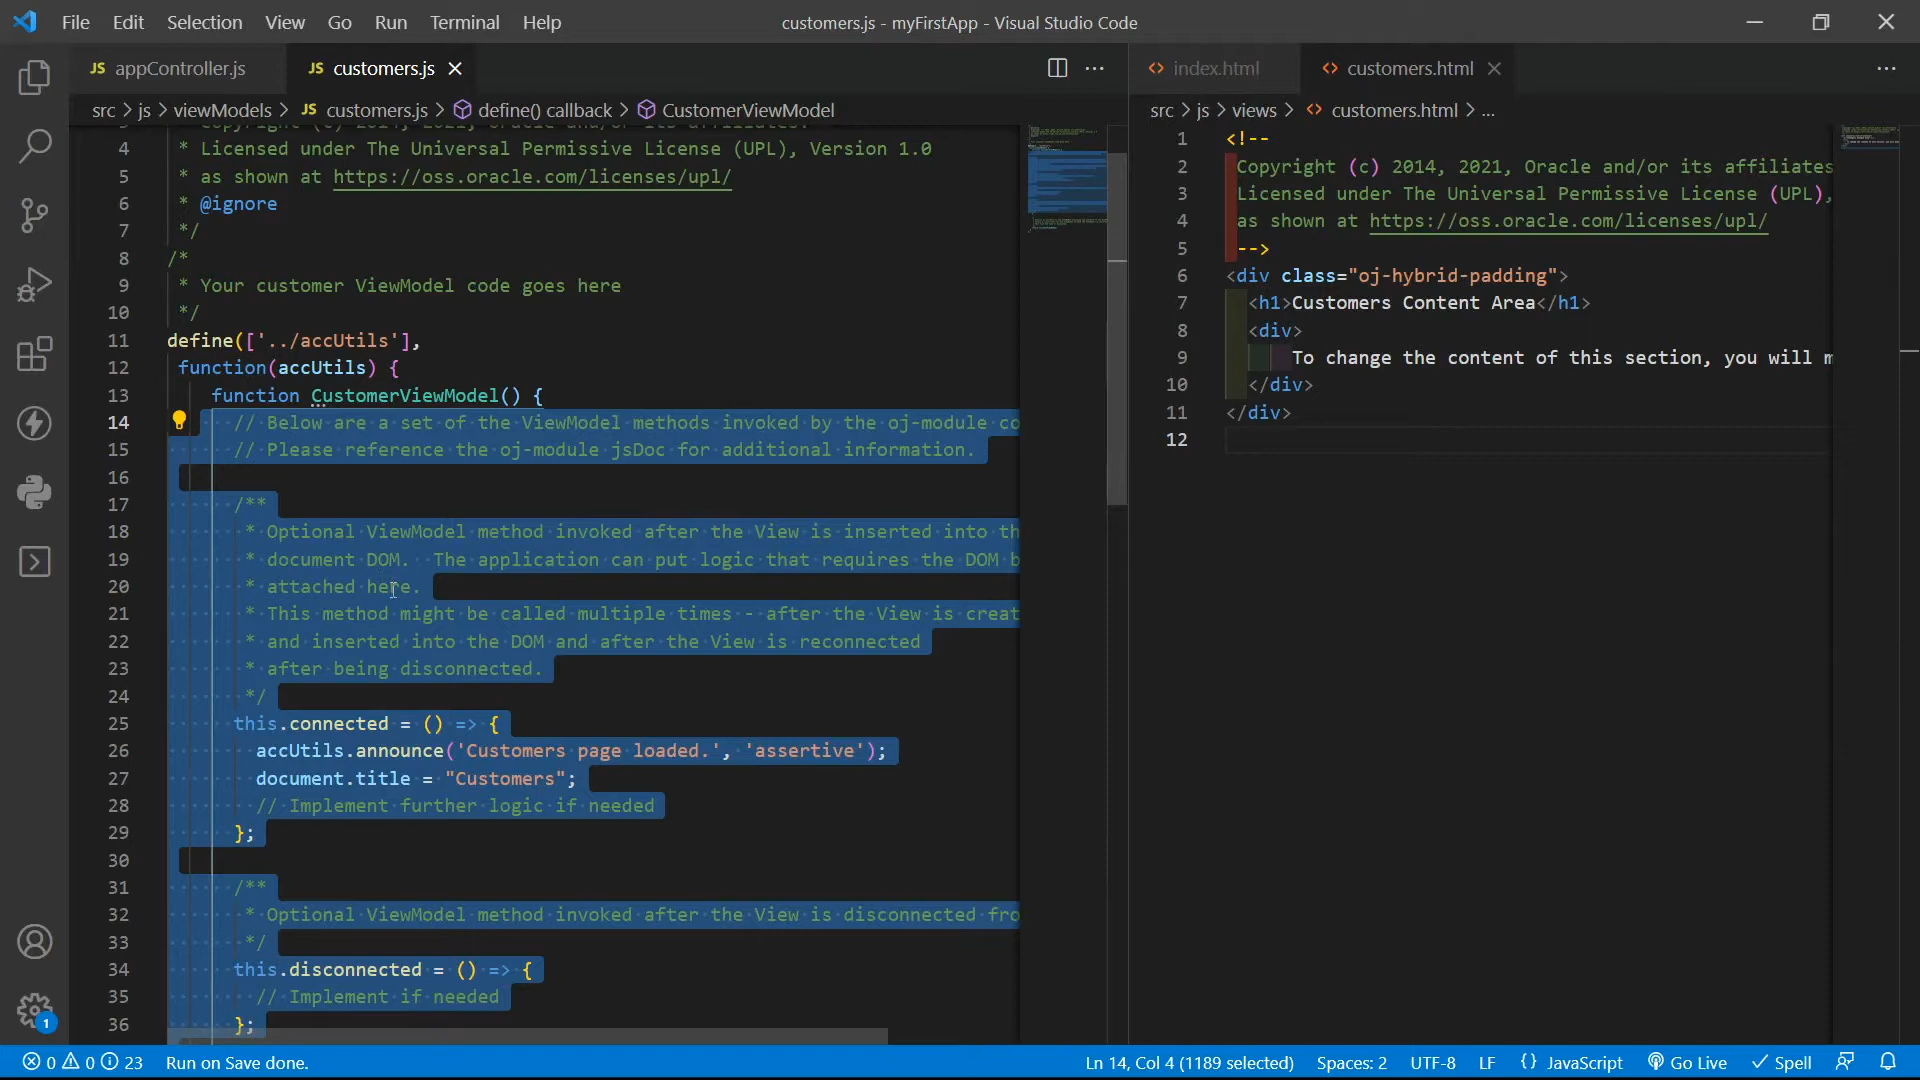 File Edit Selection View Go Run Terminal Help
customers.js - myFirstApp - Visual Studio Code
JS appController.js
JS customers.js
index.html
customers.html
src > js > viewModels > JS customers.js > define() callback > CustomerViewModel
src > js > views > customers.html > ...
4 * Licensed under The Universal Permissive License (UPL), Version 1.0
5 * as shown at https://oss.oracle.com/licenses/upl/
6 * @ignore
7 */
8 /*
9 * Your customer ViewModel code goes here
10 */
11 define(['../accUtils'],
12 function(accUtils) {
13 function CustomerViewModel() {
14 // Below are a set of the ViewModel methods invoked by the oj-module co
15 // Please reference the oj-module jsDoc for additional information.
16
17 /**
18 * Optional ViewModel method invoked after the View is inserted into th
19 * document DOM. The application can put logic that requires the DOM b
20 * attached here.
21 * This method might be called multiple times - after the View is creat
22 * and inserted into the DOM and after the View is reconnected
23 * after being disconnected.
24 */
25 this.connected = () => {
26 accUtils.announce('Customers page loaded.', 'assertive');
27 document.title = "Customers";
28 // Implement further logic if needed
29 };
30
31 /**
32 * Optional ViewModel method invoked after the View is disconnected fro
33 */
34 this.disconnected = () => {
35 // Implement if needed
36 };
1 <!--
2 Copyright (c) 2014, 2021, Oracle and/or its affiliates
3 Licensed under The Universal Permissive License (UPL),
4 as shown at https://oss.oracle.com/licenses/upl/
5 -->
6 <div class="oj-hybrid-padding">
7 <h1>Customers Content Area</h1>
8 <div>
9 To change the content of this section, you will m
10 </div>
11 </div>
12
1
0 0 23 Run on Save done.
Ln 14, Col 4 (1189 selected) Spaces: 2 UTF-8 LF {} JavaScript Go Live Spell